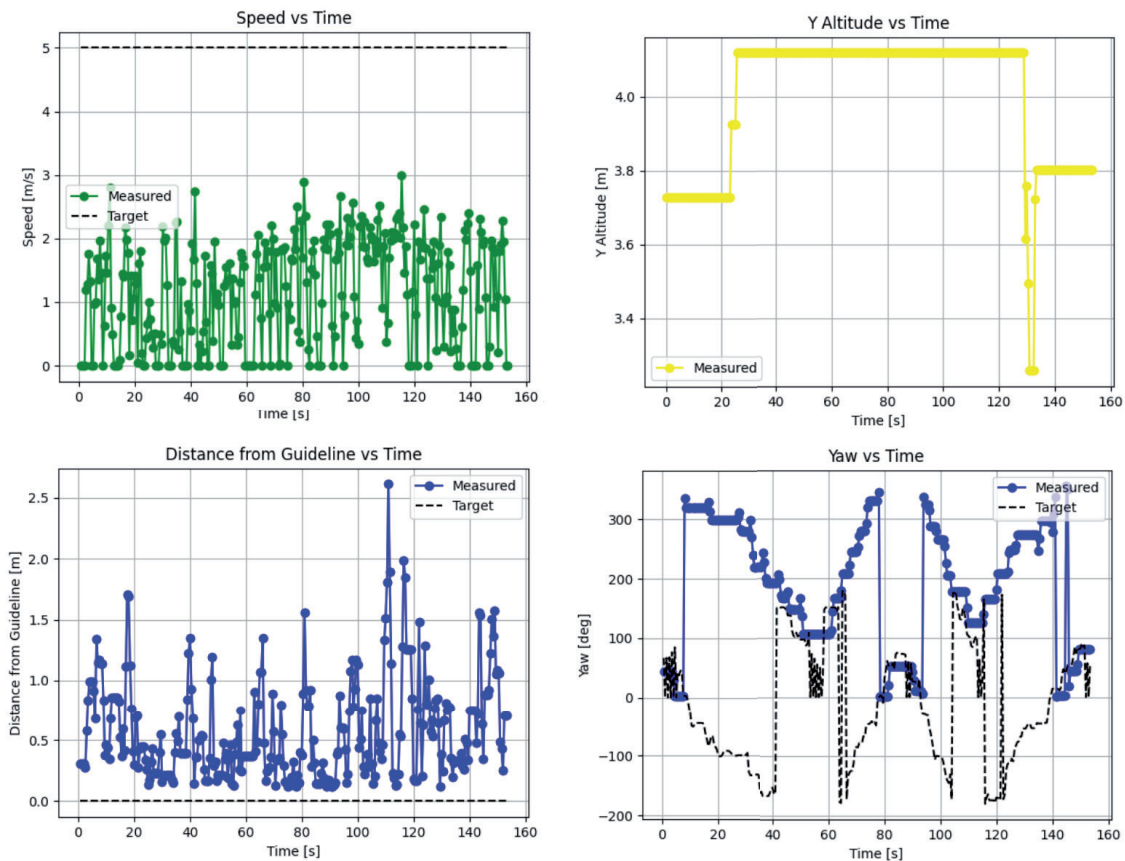 Speed vs Time
5
4
3
2
1
0
Speed [m/s]
Measured
Target
0 20 40 60 80 100 120 140 160
Time [s]
Y Altitude vs Time
4.0
3.8
3.6
3.4
Y Altitude [m]
Measured
0 20 40 60 80 100 120 140 160
Time [s]
Distance from Guideline vs Time
2.5
2.0
1.5
1.0
0.5
0.0
Distance from Guideline [m]
Measured
Target
0 20 40 60 80 100 120 140 160
Time [s]
Yaw vs Time
300
200
100
0
−100
−200
Yaw [deg]
Measured
Target
0 20 40 60 80 100 120 140 160
Time [s]